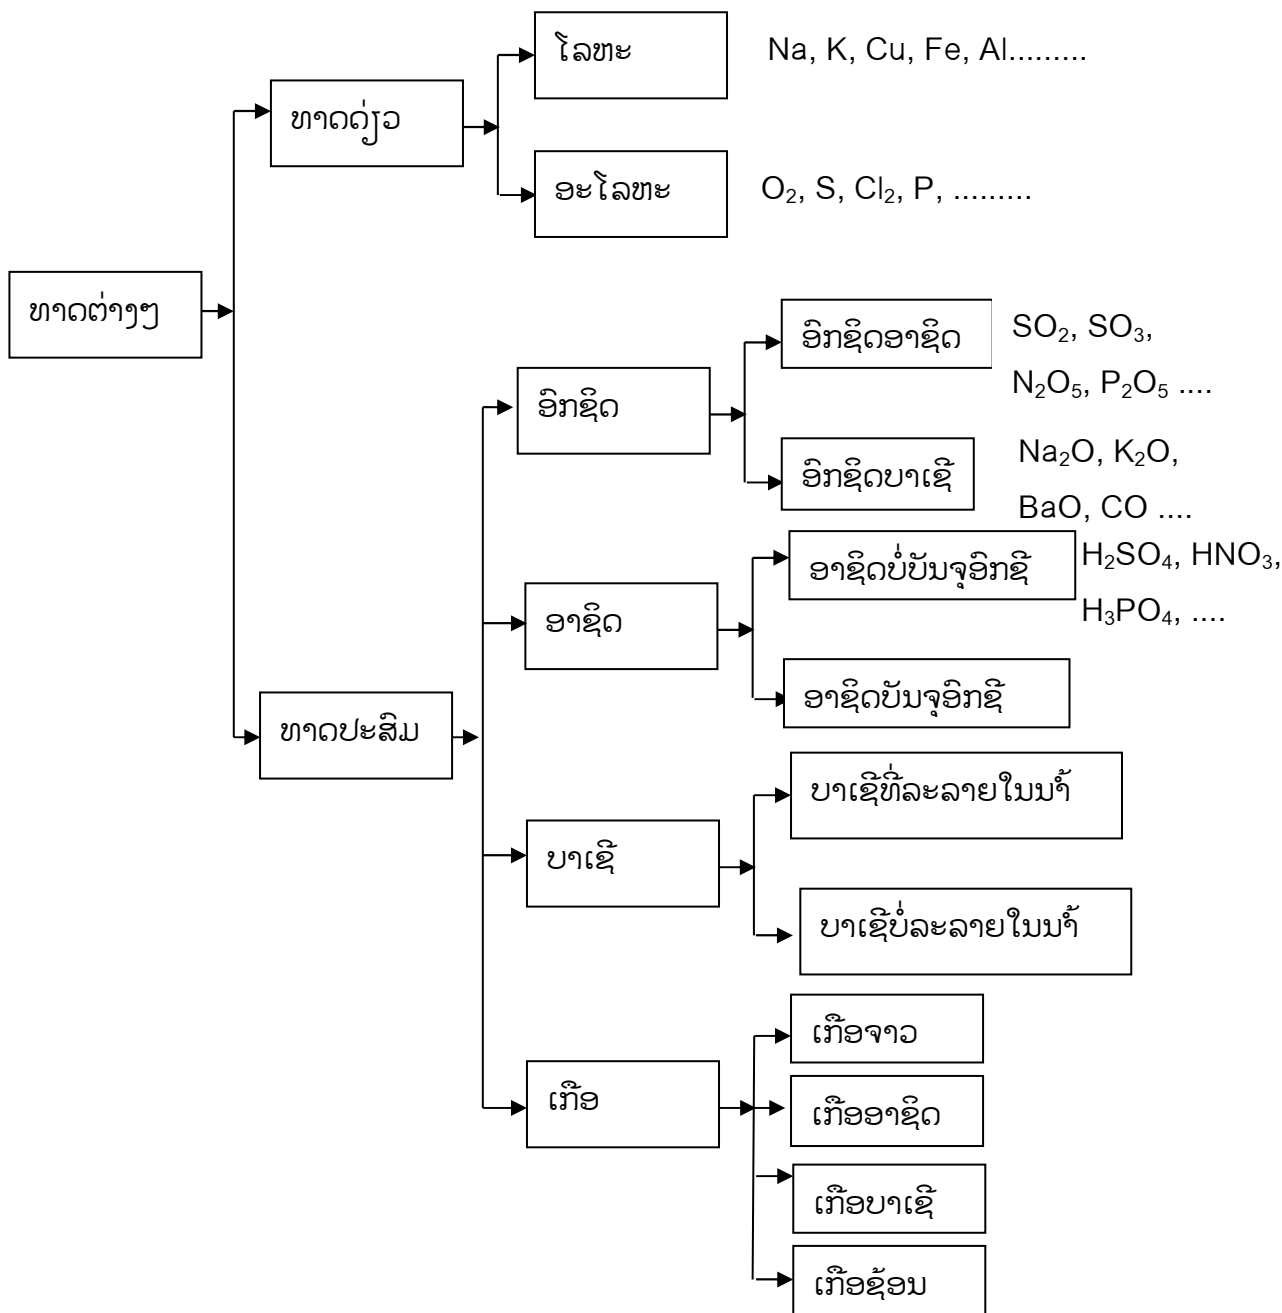 ໂລຫະ Na, K, Cu, Fe, Al.........
ທາດດ່ຽວ
ອະໂລຫະ O₂, S, Cl₂, P, .........
ທາດຕ່າງໆ
ອົກຊິດອາຊິດ SO₂, SO₃,
N₂O₅, P₂O₅ ....
ອົກຊິດ
ອົກຊິດບາເຊີ Na₂O, K₂O,
BaO, CO ....
ອາຊິດບໍ່ບັນຈຸອົກຊີ H₂SO₄, HNO₃,
H₃PO₄, ....
ອາຊິດ
ອາຊິດບັນຈຸອົກຊີ
ທາດປະສົມ
ບາເຊີທີ່ລະລາຍໃນນໍ້າ
ບາເຊີ
ບາເຊີບໍ່ລະລາຍໃນນໍ້າ
ເກືອຈາວ
ເກືອ
ເກືອອາຊິດ
ເກືອບາເຊີ
ເກືອຊ້ອນ